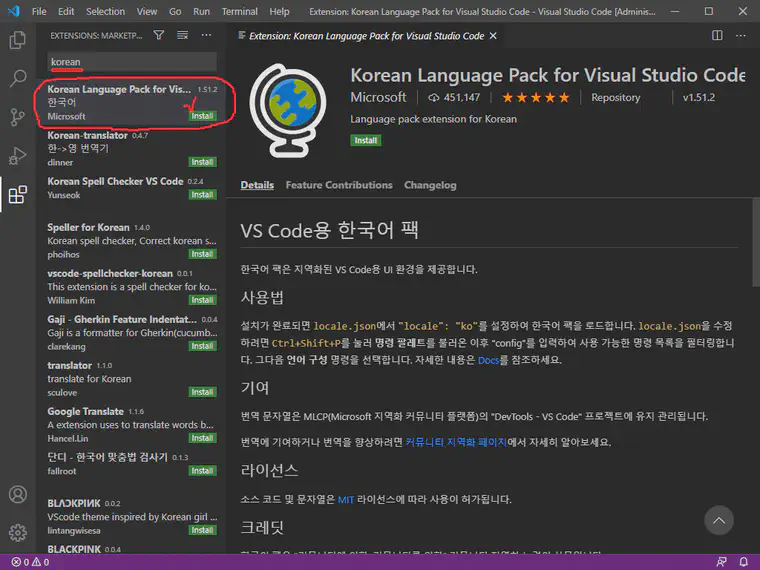 File Edit Selection View Go Run Terminal Help Extension: Korean Language Pack for Visual Studio Code - Visual Studio Code [Adminis...
EXTENSIONS: MARKETP...
korean
Korean Language Pack for Vis... 1.51.2
한국어
Microsoft Install
Korean-translator 0.4.7
한->영 번역기
dinner Install
Korean Spell Checker VS Code 0.2.4
Yunseok Install
Speller for Korean 1.4.0
Korean spell checker, Correct korean s...
phoihos Install
vscode-spellchecker-korean 0.0.1
This extension is a spell checker for ko...
William Kim Install
Gaji - Gherkin Feature Indentat... 0.0.4
Gaji is a formatter for Gherkin(cucumb...
clarekang Install
translator 1.1.0
translate for Korean
sculove Install
Google Translate 1.1.6
A extension uses to translate words b...
Hancel.Lin Install
단디 - 한국어 맞춤법 검사기 0.1.3
fallroot Install
BLΛƆKPIИK 0.0.2
VScode theme inspired by Korean girl ...
lintangwisesa Install
BLACKPINK 0.0.4
Extension: Korean Language Pack for Visual Studio Code
Korean Language Pack for Visual Studio Code
Microsoft 451,147 ★★★★★ Repository v1.51.2
Language pack extension for Korean
Install
Details Feature Contributions Changelog
VS Code용 한국어 팩
한국어 팩은 지역화된 VS Code용 UI 환경을 제공합니다.
사용법
설치가 완료되면 locale.json에서 "locale": "ko"를 설정하여 한국어 팩을 로드합니다. locale.json을 수정
하려면 Ctrl+Shift+P를 눌러 명령 팔레트를 불러온 이후 "config"를 입력하여 사용 가능한 명령 목록을 필터링합니
다. 그다음 언어 구성 명령을 선택합니다. 자세한 내용은 Docs를 참조하세요.
기여
번역 문자열은 MLCP(Microsoft 지역화 커뮤니티 플랫폼)의 "DevTools - VS Code" 프로젝트에 유지 관리됩니다.
번역에 기여하거나 번역을 향상하려면 커뮤니티 지역화 페이지에서 자세히 알아보세요.
라이선스
소스 코드 및 문자열은 MIT 라이선스에 따라 사용이 허가됩니다.
크레딧
0 0